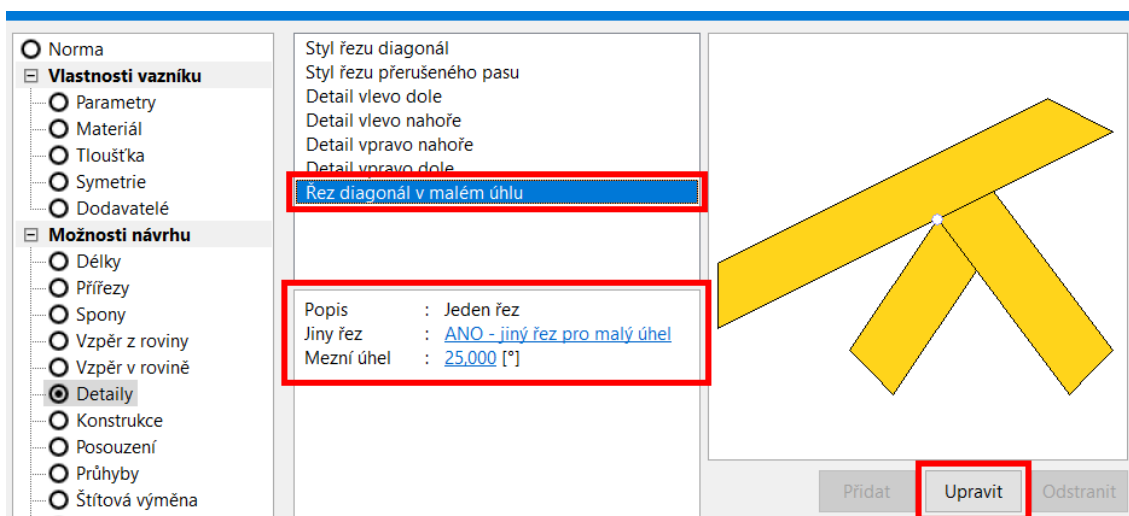 Norma
Vlastnosti vazníku
Parametry
Materiál
Tloušťka
Symetrie
Dodavatelé
Možnosti návrhu
Délky
Přířezy
Spony
Vzpěr z roviny
Vzpěr v rovině
Detaily
Konstrukce
Posouzení
Průhyby
Štítová výměna
Styl řezu diagonál
Styl řezu přerušeného pasu
Detail vlevo dole
Detail vlevo nahoře
Detail vpravo nahoře
Detail vpravo dole
Řez diagonál v malém úhlu
Popis : Jeden řez
Jiny řez : ANO - jiný řez pro malý úhel
Mezní úhel : 25,000 [°]
Přidat Upravit Odstranit